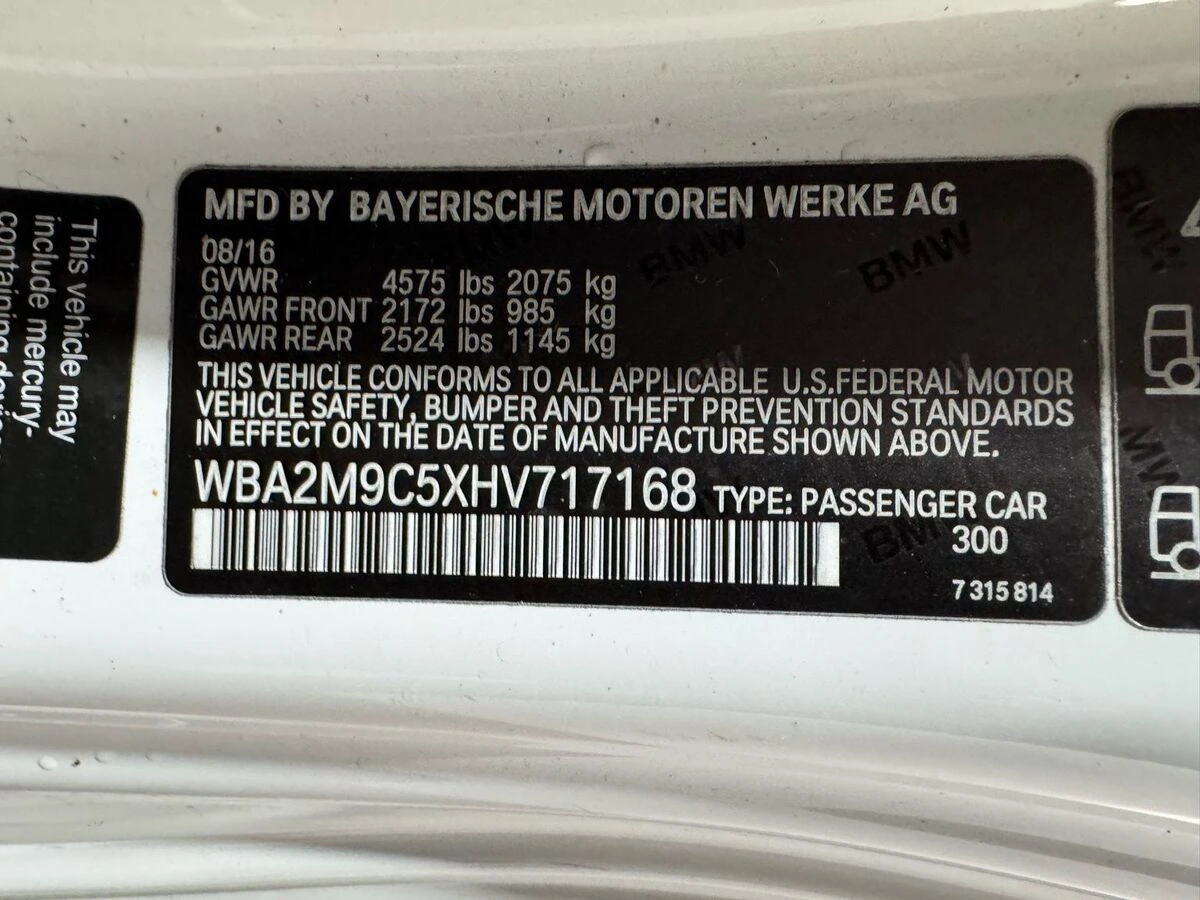 This vehicle may
include mercury-
MFD BY BAYERISCHE MOTOREN WERKE AG
08/16
GVWR 4575 lbs 2075 kg
GAWR FRONT 2172 lbs 985 kg
GAWR REAR 2524 lbs 1145 kg
THIS VEHICLE CONFORMS TO ALL APPLICABLE U.S.FEDERAL MOTOR
VEHICLE SAFETY, BUMPER AND THEFT PREVENTION STANDARDS
IN EFFECT ON THE DATE OF MANUFACTURE SHOWN ABOVE.
WBA2M9C5XHV717168 TYPE: PASSENGER CAR
300
7 315 814
BMW
BMW
BMW